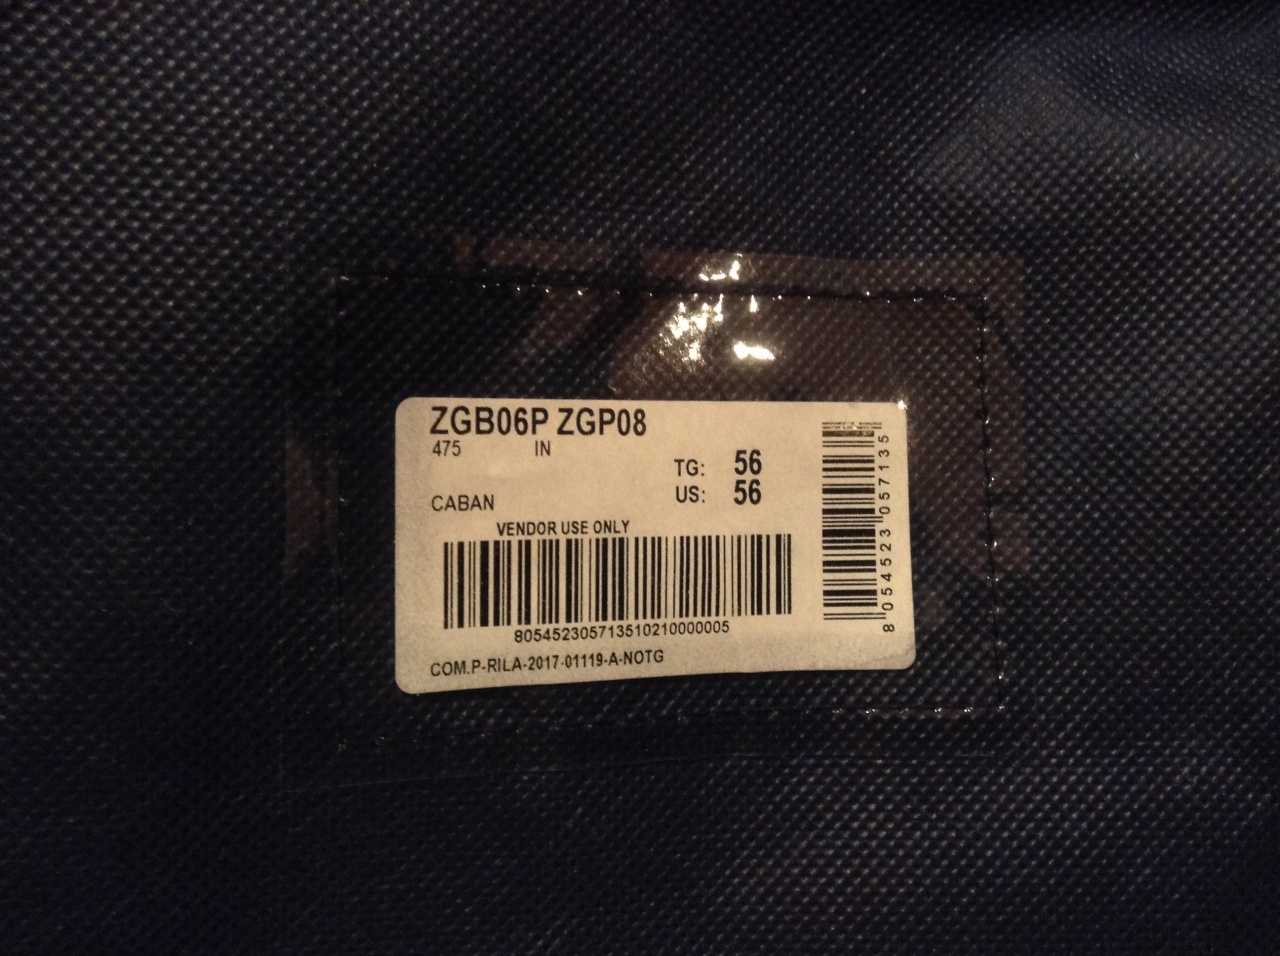 ZGB06P ZGP08
475 IN
TG: 56
US: 56
CABAN
VENDOR USE ONLY
805452305713510210000005
COM.P-RILA-2017-01119-A-NOTG
8 054523 057135